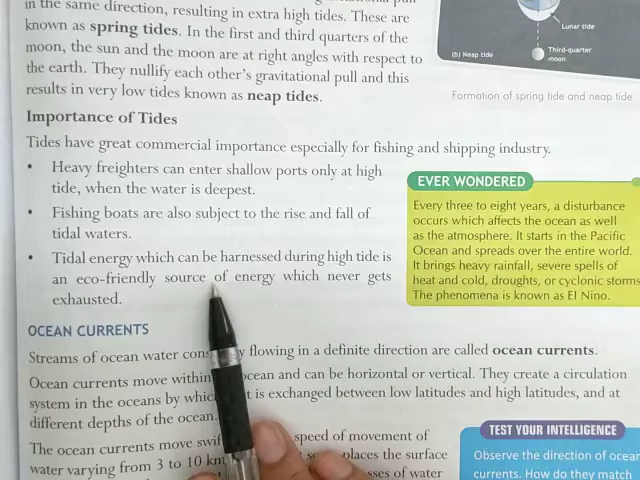 in the same direction, resulting in extra high tides. These are
known as spring tides. In the first and third quarters of the
moon, the sun and the moon are at right angles with respect to
the earth. They nullify each other's gravitational pull and this
results in very low tides known as neap tides.
Lunar tide
Third-quarter
moon
(b) Neap tide
Formation of spring tide and neap tide
Importance of Tides
Tides have great commercial importance especially for fishing and shipping industry.
• Heavy freighters can enter shallow ports only at high
tide, when the water is deepest.
• Fishing boats are also subject to the rise and fall of
tidal waters.
• Tidal energy which can be harnessed during high tide is
an eco-friendly source of energy which never gets
exhausted.
EVER WONDERED
Every three to eight years, a disturbance
occurs which affects the ocean as well
as the atmosphere. It starts in the Pacific
Ocean and spreads over the entire world.
It brings heavy rainfall, severe spells of
heat and cold, droughts, or cyclonic storms
The phenomena is known as El Nino.
OCEAN CURRENTS
Streams of ocean water flowing in a definite direction are called ocean currents.
Ocean currents move within ocean and can be horizontal or vertical. They create a circulation
system in the oceans by is exchanged between low latitudes and high latitudes, and at
different depths of the ocean.
The ocean currents move speed of movement of
water varying from 3 to 10 places the surface
of water
TEST YOUR INTELLIGENCE
Observe the direction of ocean
currents. How do they match